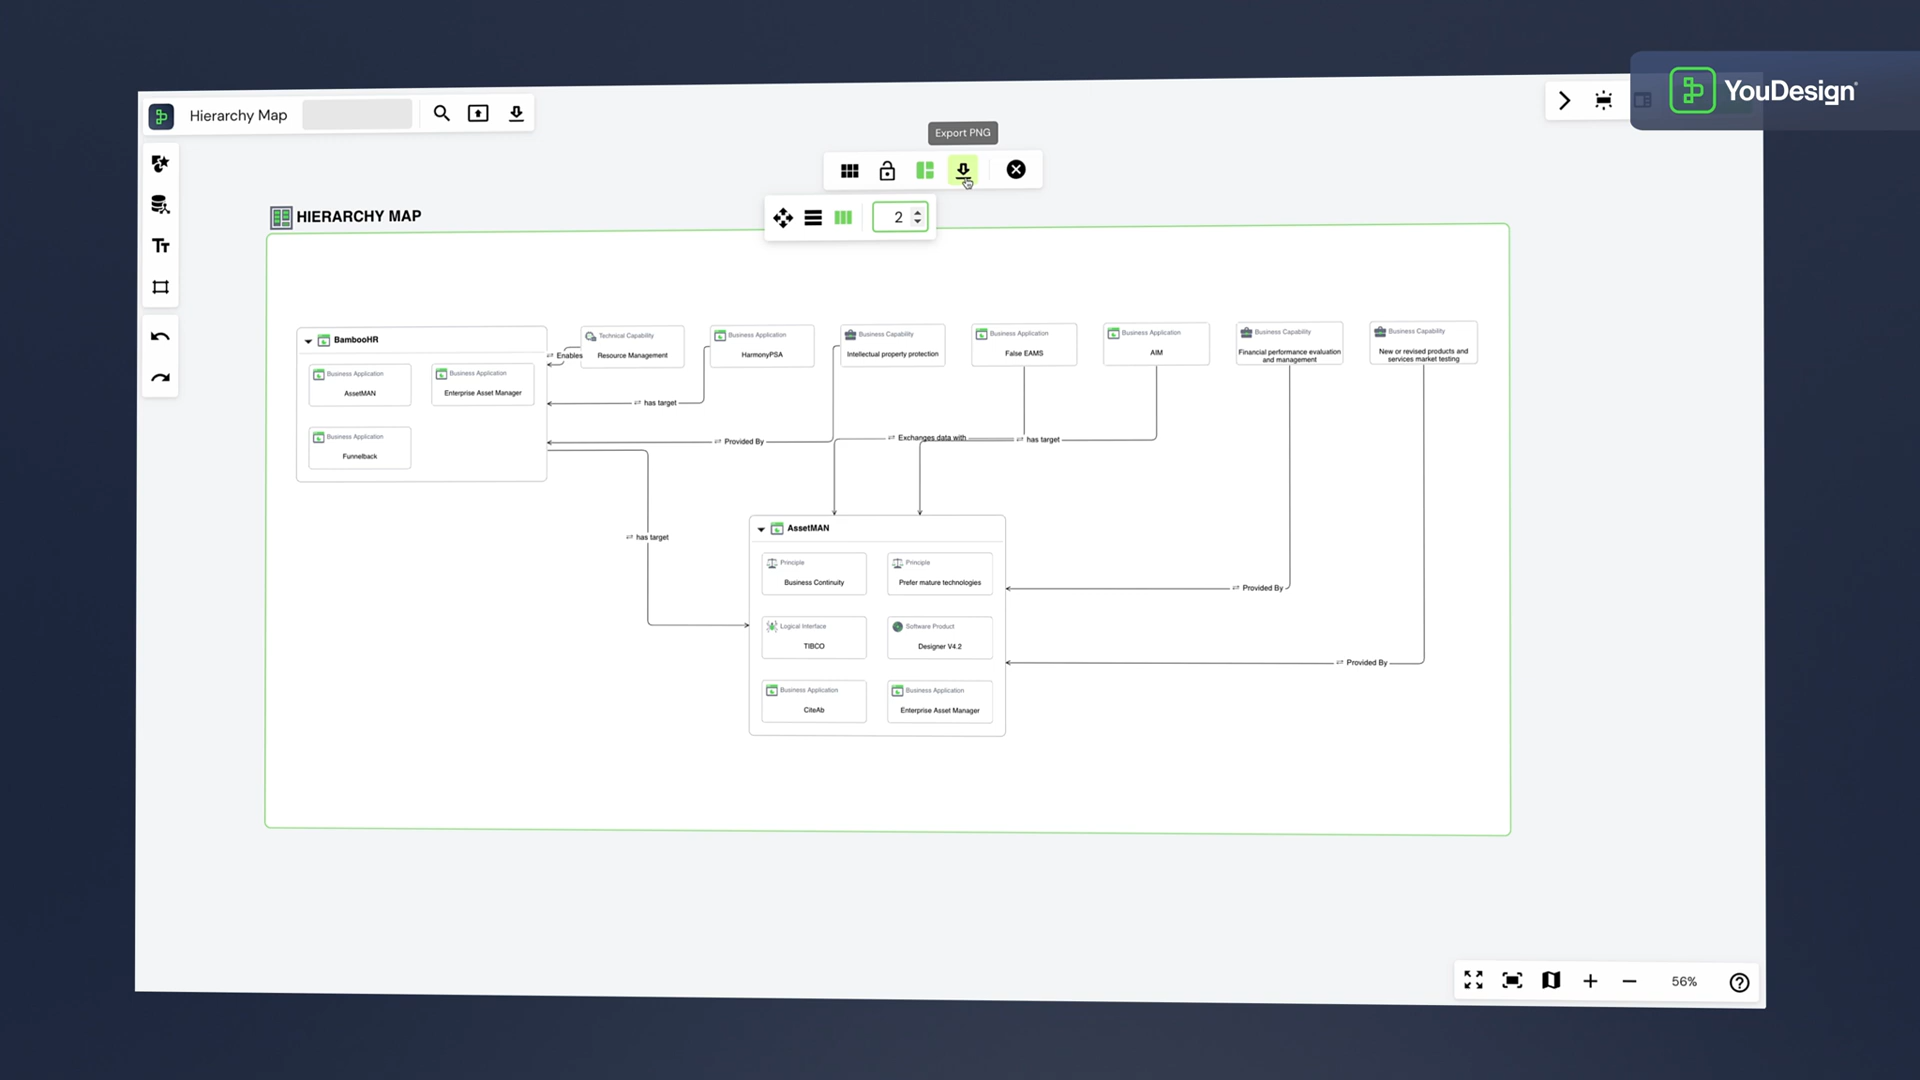 YouDesign
Hierarchy Map
Export PNG
2
HIERARCHY MAP
BambooHR
Business Application
AssetMAN
Business Application
Enterprise Asset Manager
Business Application
Funnelback
Enables
Technical Capability
Resource Management
Business Application
HarmonyPSA
Business Capability
Intellectual property protection
Business Application
False EAMS
Business Application
AIM
Business Capability
Financial performance evaluation
and management
Business Capability
New or revised products and
services market testing
has target
Provided By
Exchanges data with
has target
has target
AssetMAN
Principle
Business Continuity
Principle
Prefer mature technologies
Logical Interface
TIBCO
Software Product
Designer V4.2
Business Application
CiteAb
Business Application
Enterprise Asset Manager
Provided By
Provided By
56%